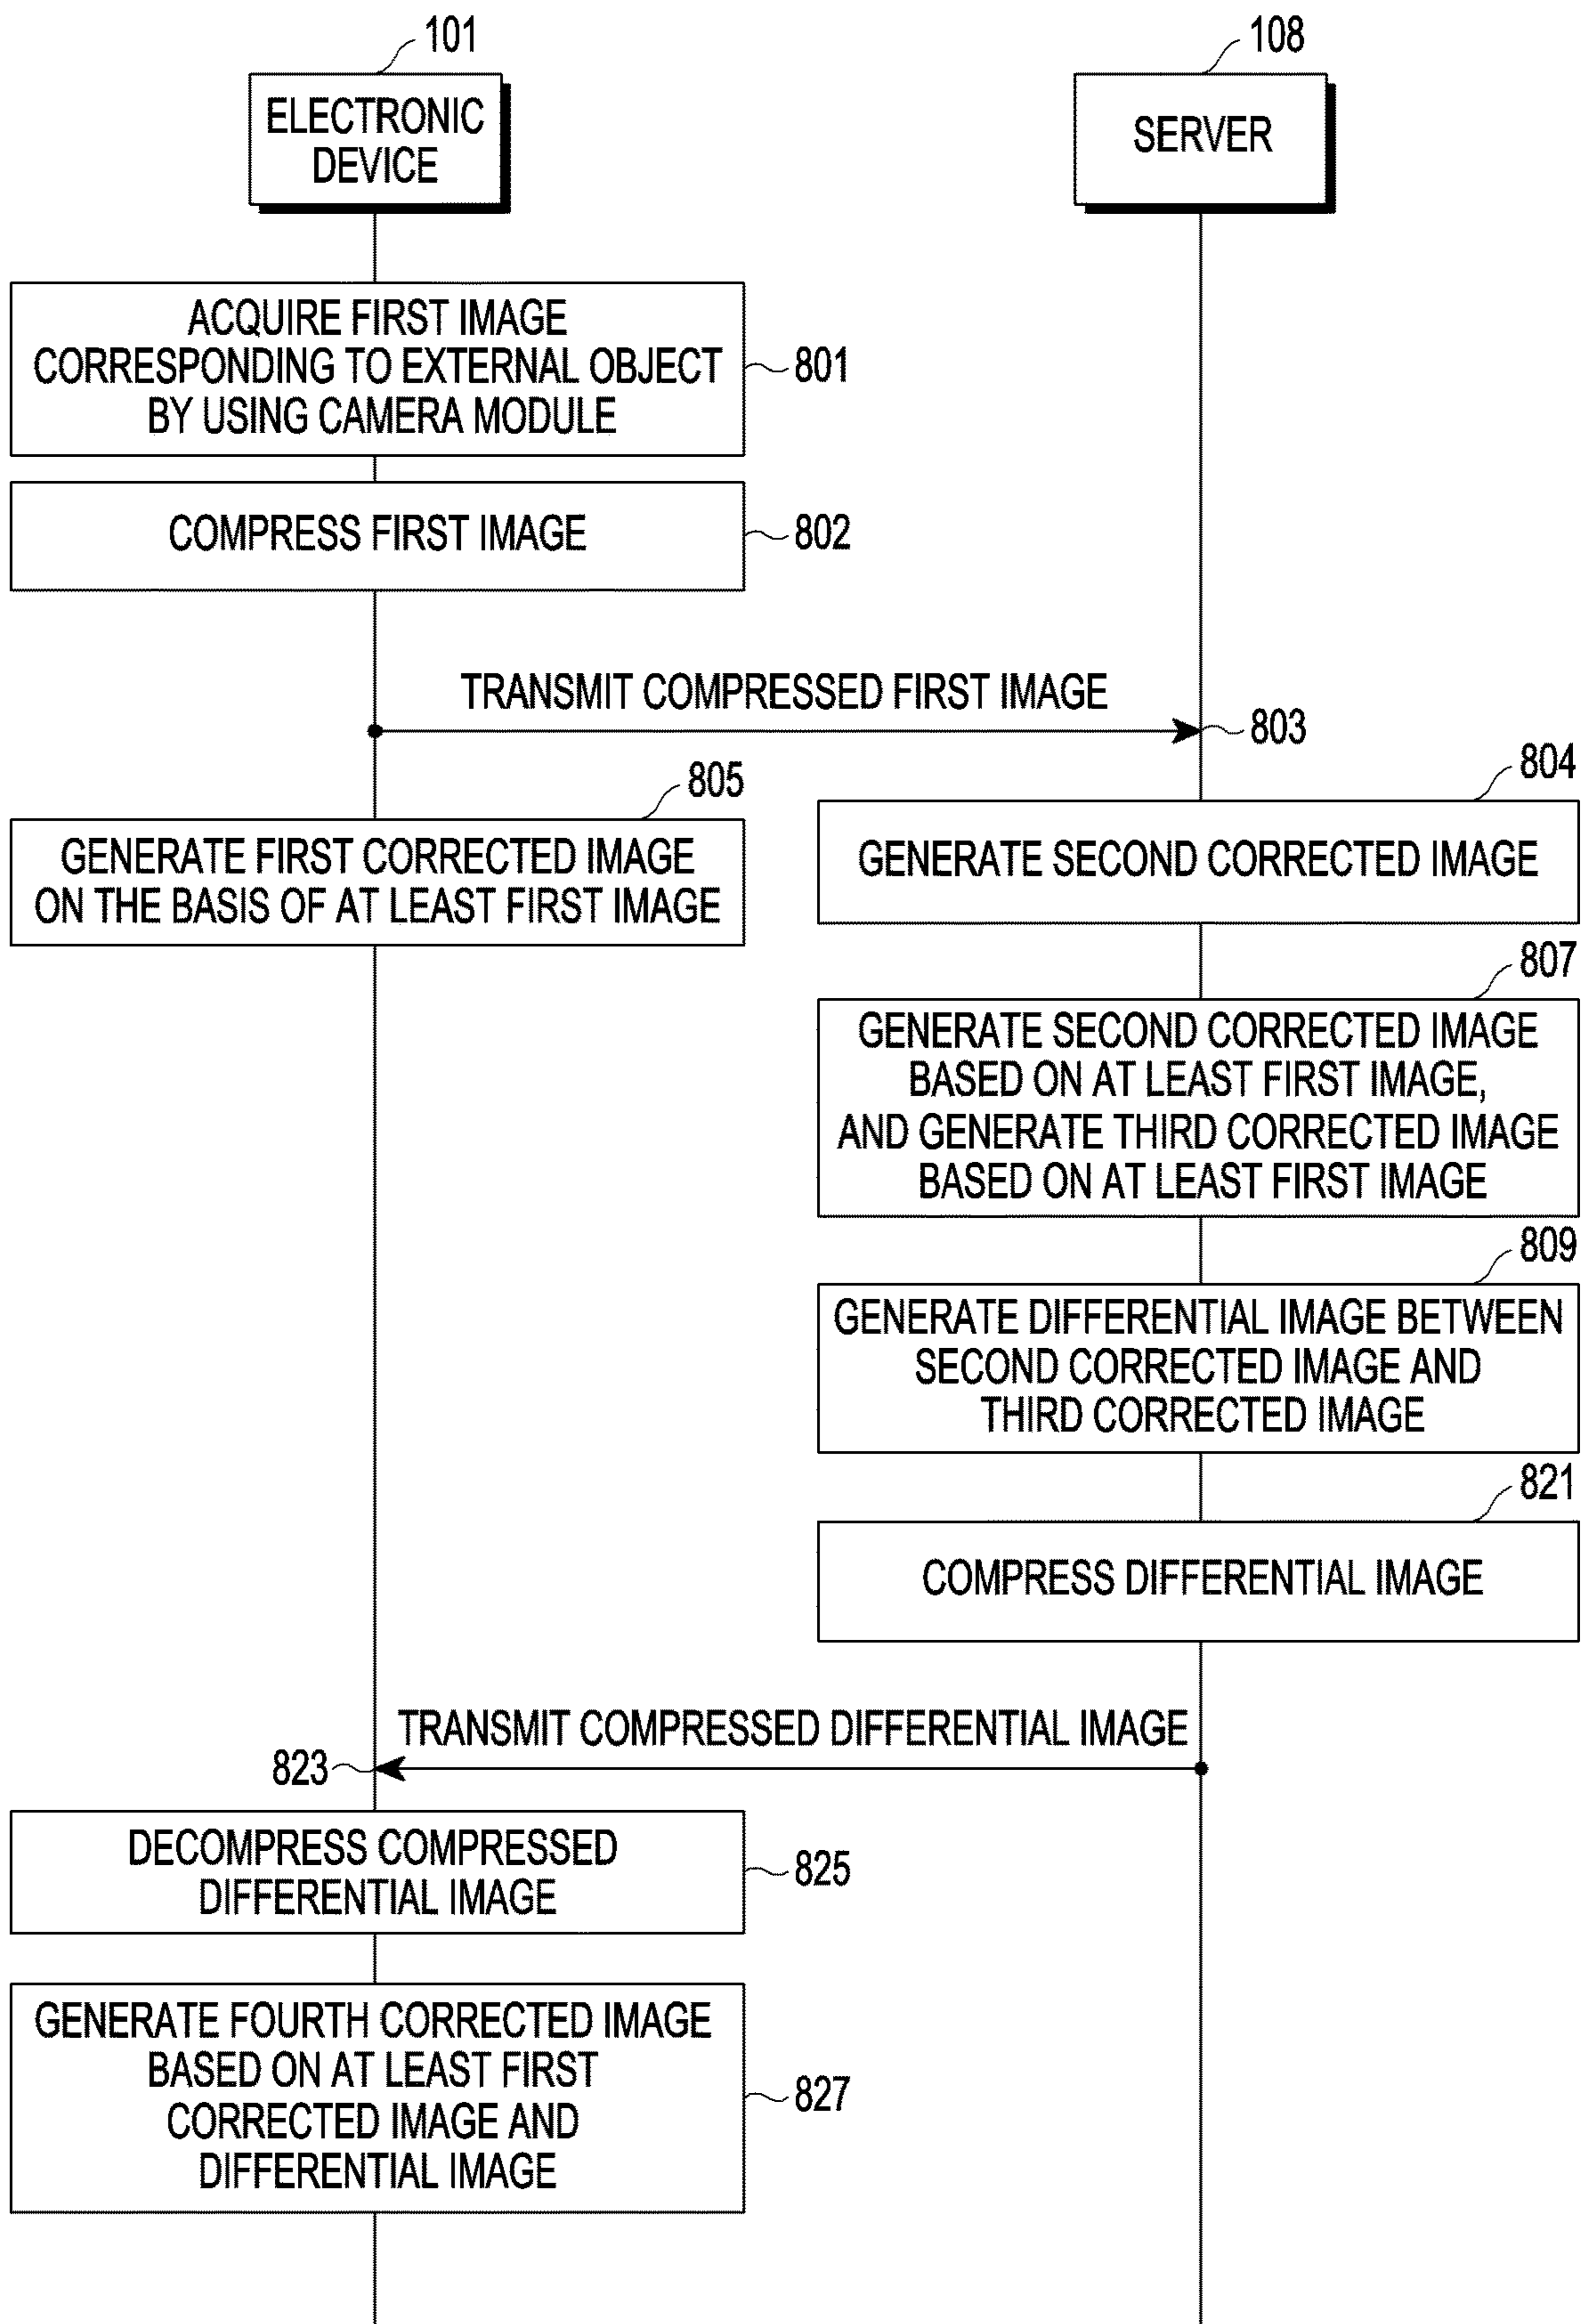 101
ELECTRONIC
DEVICE
108
SERVER
ACQUIRE FIRST IMAGE
CORRESPONDING TO EXTERNAL OBJECT
BY USING CAMERA MODULE
801
COMPRESS FIRST IMAGE
802
TRANSMIT COMPRESSED FIRST IMAGE
803
805
GENERATE FIRST CORRECTED IMAGE
ON THE BASIS OF AT LEAST FIRST IMAGE
804
GENERATE SECOND CORRECTED IMAGE
807
GENERATE SECOND CORRECTED IMAGE
BASED ON AT LEAST FIRST IMAGE,
AND GENERATE THIRD CORRECTED IMAGE
BASED ON AT LEAST FIRST IMAGE
809
GENERATE DIFFERENTIAL IMAGE BETWEEN
SECOND CORRECTED IMAGE AND
THIRD CORRECTED IMAGE
821
COMPRESS DIFFERENTIAL IMAGE
TRANSMIT COMPRESSED DIFFERENTIAL IMAGE
823
DECOMPRESS COMPRESSED
DIFFERENTIAL IMAGE
825
GENERATE FOURTH CORRECTED IMAGE
BASED ON AT LEAST FIRST
CORRECTED IMAGE AND
DIFFERENTIAL IMAGE
827